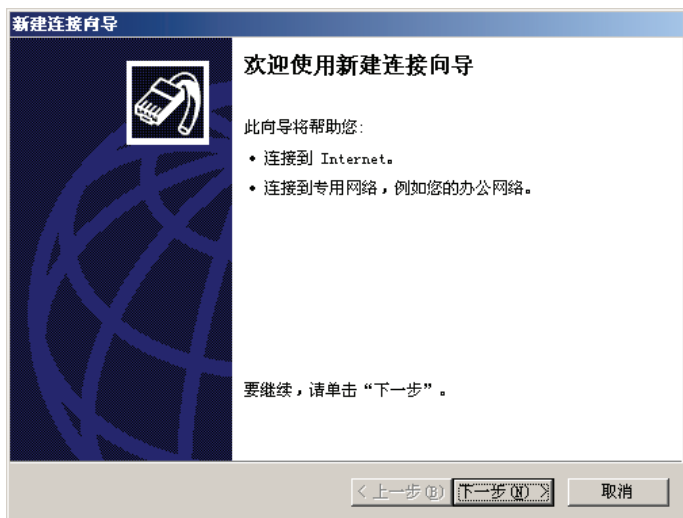 新建连接向导
欢迎使用新建连接向导
此向导将帮助您:
• 连接到 Internet。
• 连接到专用网络，例如您的办公网络。
要继续，请单击“下一步”。
< 上一步(B) 下一步(N) > 取消